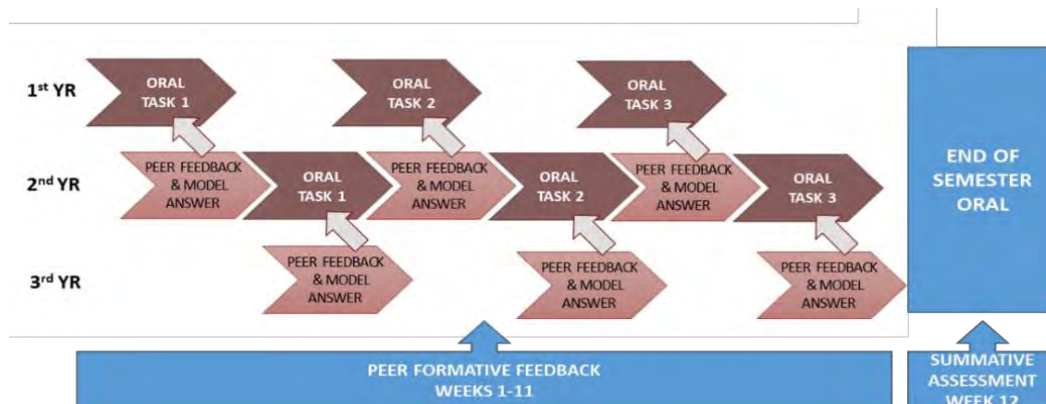 1st YR
ORAL
TASK 1
ORAL
TASK 2
ORAL
TASK 3
2nd YR
PEER FEEDBACK
& MODEL
ANSWER
ORAL
TASK 1
PEER FEEDBACK
& MODEL
ANSWER
ORAL
TASK 2
PEER FEEDBACK
& MODEL
ANSWER
ORAL
TASK 3
3rd YR
PEER FEEDBACK
& MODEL
ANSWER
PEER FEEDBACK
& MODEL
ANSWER
PEER FEEDBACK
& MODEL
ANSWER
END OF
SEMESTER
ORAL
PEER FORMATIVE FEEDBACK
WEEKS 1-11
SUMMATIVE
ASSESSMENT
WEEK 12